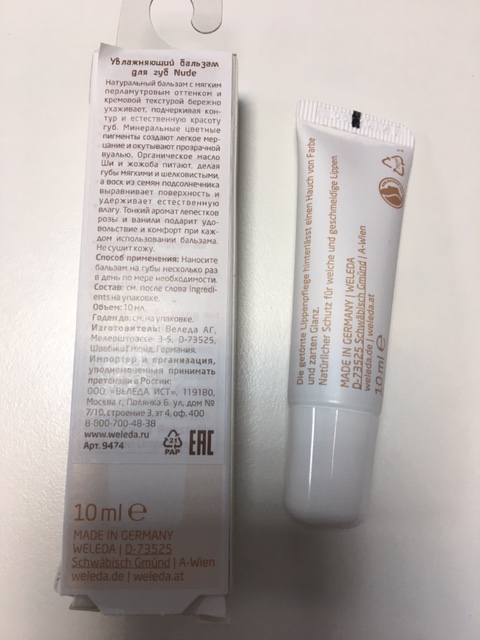 Увлажняющий бальзам
для губ Nude
Натуральный бальзам с мягким
перламутровым оттенком и
кремовой текстурой бережно
ухаживает, подчеркивая кон-
тур и естественную красоту
губ. Минеральные цветные
пигменты создают легкое мер-
цание и окутывают прозрачной
вуалью. Органическое масло
Ши и жожоба питают, делая
губы мягкими и шелковистыми,
а воск из семян подсолнечника
выравнивает поверхность и
удерживает естественную
влагу. Тонкий аромат лепестков
розы и ванили подарит удо-
вольствие и комфорт при каж-
дом использовании бальзама.
Не сушит кожу.
Способ применения: Наносите
бальзам на губы несколько раз
в день по мере необходимости.
Состав: см. после слова ingredi-
ents на упаковке.
Объем: 10 мл.
Годен до: см. на упаковке.
Изготовитель: Веледа АГ,
Мелерштрассе 3-5, D-73525,
Швебиш Гмюнд, Германия.
Импортер и организация,
уполномоченная принимать
претензии в России:
ООО «ВЕЛЕДА ИСТ», 119180,
Москва г, Полянка Б. ул, дом №
7/10, строение 3, эт 4, оф. 400
8-800-700-48-38
www.weleda.ru
Арт. 9474
21
PAP
EAC
10 ml e
MADE IN GERMANY
WELEDA | D-73525
Schwäbisch Gmünd | A-Wien
weleda.de | weleda.at
Die getönte Lippenpflege hinterlässt einen Hauch von Farbe
und zarten Glanz.
Natürlicher Schutz für weiche und geschmeidige Lippen.
MADE IN GERMANY | WELEDA
D-73525 Schwäbisch Gmünd | A-Wien
weleda.de | weleda.at
10 ml e